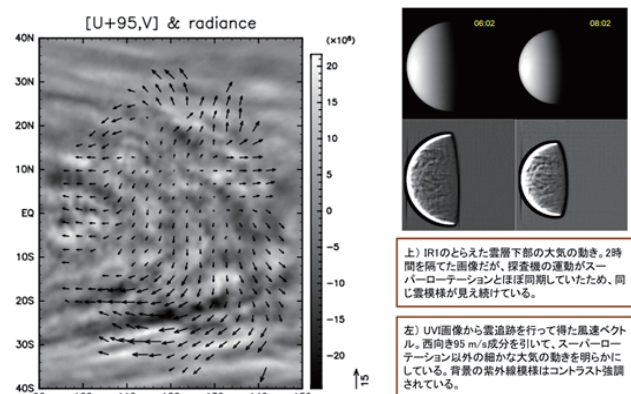 [U+95,V] & radiance
40N
30N
20N
10N
EQ
10S
20S
30S
40S
20
15
10
5
0
−5
−10
−15
−20
×10⁶
15
06:02
08:02
上）IR1のとらえた雲層下部の大気の動き。2時
間を隔てた画像だが、探査機の運動がスー
パーローテーションとほぼ同期していたため、同
じ雲模様が見え続けている。
左）UVI画像から雲追跡を行って得た風速ベクト
ル。西向き95 m/s成分を引いて、スーパーロー
テーション以外の細かな大気の動きを明らかに
している。背景の紫外線模様はコントラスト強調
されている。